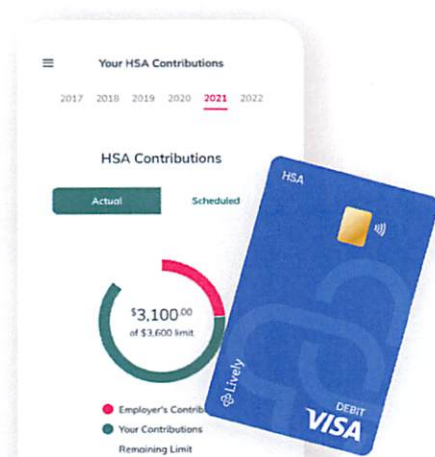 Your HSA Contributions
2017 2018 2019 2020 2021 2022
HSA Contributions
Actual Scheduled
$3,100.00
of $3,600 limit
Employer's Contrib
Your Contributions
Remaining Limit
HSA
Lively
DEBIT
VISA